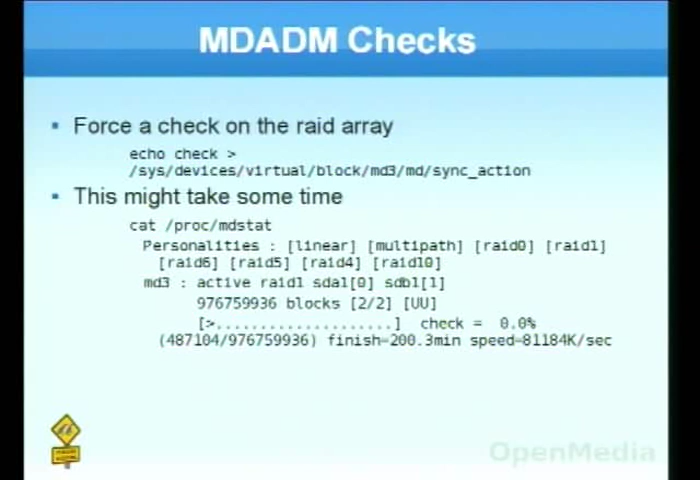 MDADM Checks
Force a check on the raid array
echo check >
/sys/devices/virtual/block/md3/md/sync_action
This might take some time
cat /proc/mdstat
Personalities : [linear] [multipath] [raid0] [raid1]
[raid6] [raid5] [raid4] [raid10]
md3 : active raid1 sda1[0] sdb1[1]
976759936 blocks [2/2] [UU]
[>....................] check = 0.0%
(487104/976759936) finish=200.3min speed=81184K/sec
OpenMedia